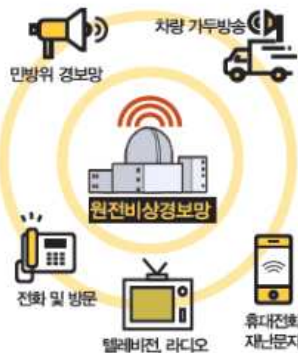 민방위 경보망
차량 가두방송
원전비상경보망
전화 및 방문
텔레비전, 라디오
휴대전화
재난문자